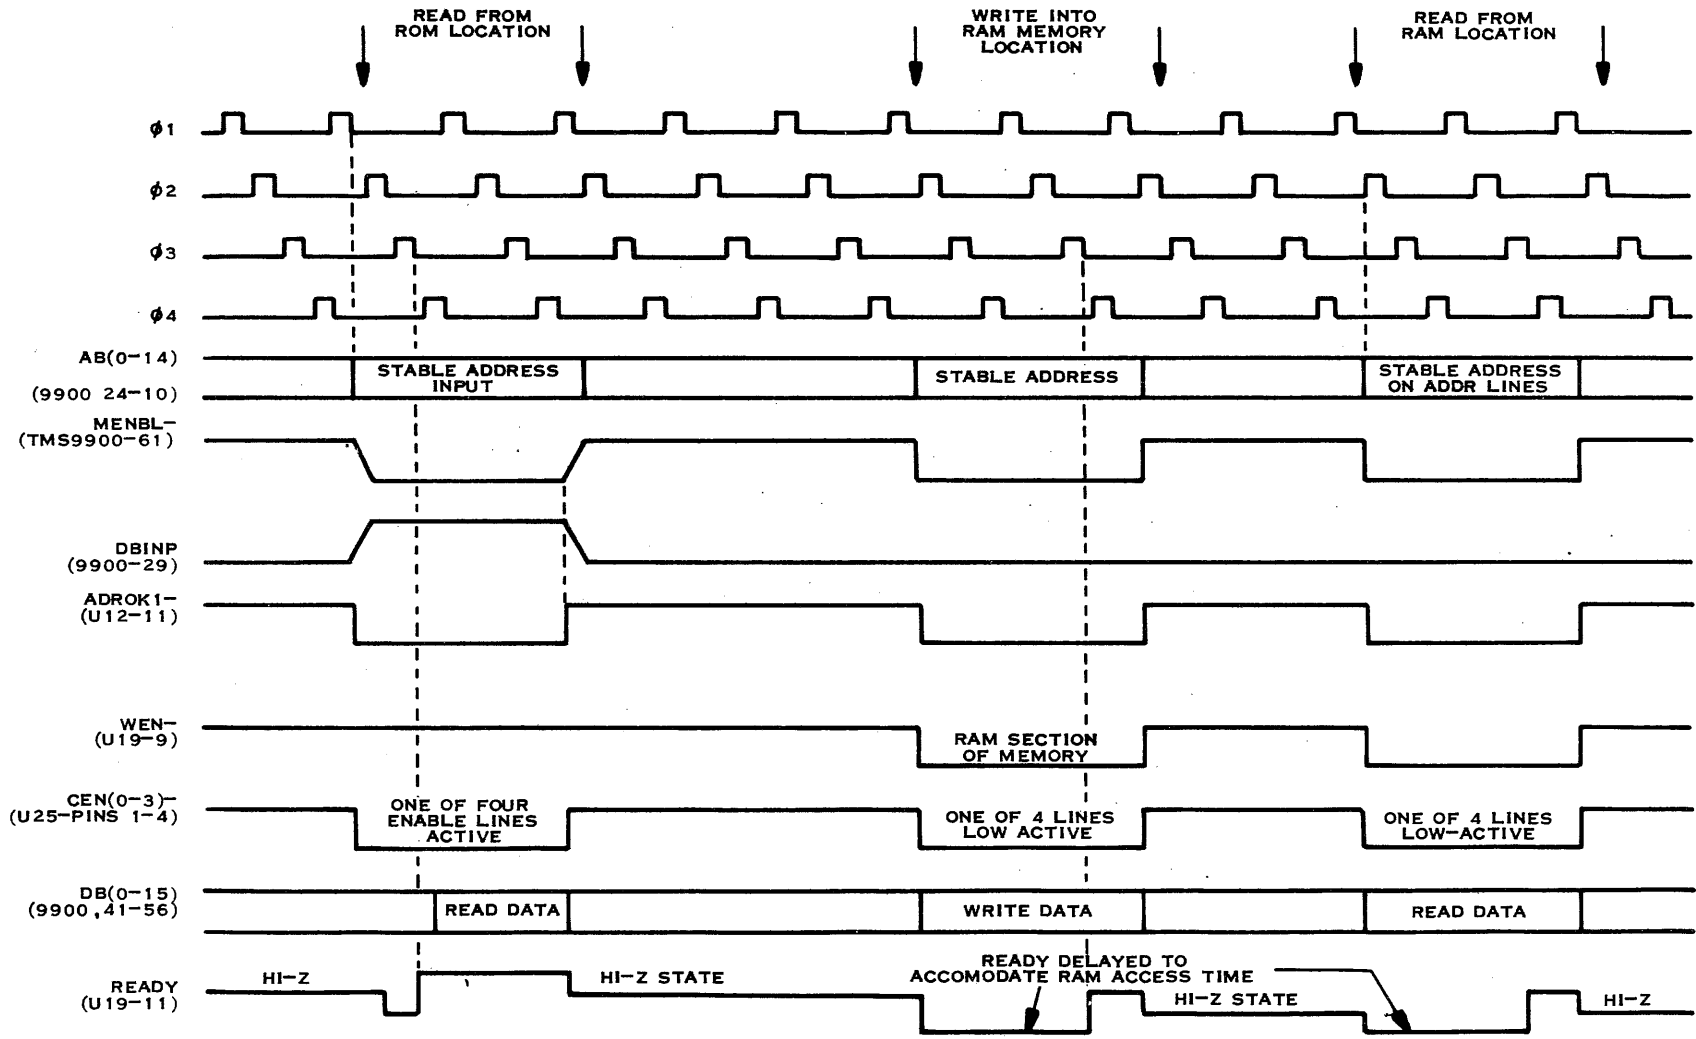 READ FROM
ROM LOCATION
WRITE INTO
RAM MEMORY
LOCATION
READ FROM
RAM LOCATION
φ1
φ2
φ3
φ4
AB(0-14)
(9900 24-10)
STABLE ADDRESS
INPUT
STABLE ADDRESS
STABLE ADDRESS
ON ADDR LINES
MENBL-
(TMS9900-61)
DBINP
(9900-29)
ADROK1-
(U12-11)
WEN-
(U19-9)
RAM SECTION
OF MEMORY
CEN(0-3)-
(U25-PINS 1-4)
ONE OF FOUR
ENABLE LINES
ACTIVE
ONE OF 4 LINES
LOW ACTIVE
ONE OF 4 LINES
LOW-ACTIVE
DB(0-15)
(9900,41-56)
READ DATA
WRITE DATA
READ DATA
READY
(U19-11)
HI-Z
HI-Z STATE
READY DELAYED TO
ACCOMODATE RAM ACCESS TIME
HI-Z STATE
HI-Z